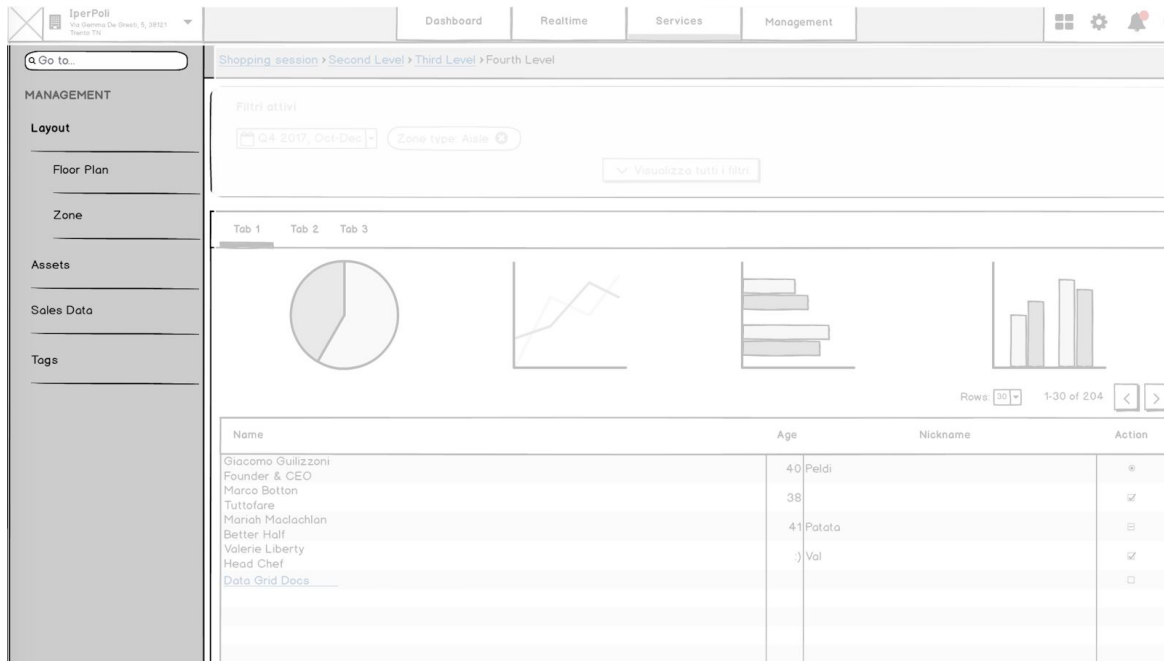 IperPoli
Via Gemma De Gresti, 5, 38121
Trento TN
Dashboard
Realtime
Services
Management
Go to...
MANAGEMENT
Layout
Floor Plan
Zone
Assets
Sales Data
Tags
Shopping session > Second Level > Third Level > Fourth Level
Filtri attivi
Q4 2017, Oct-Dec
Zone type: Aisle
Visualizza tutti i filtri
Tab 1
Tab 2
Tab 3
Rows: 30
1-30 of 204
Name Age Nickname Action
Giacomo Guilizzoni
Founder & CEO
40 Peldi
Marco Botton
Tuttofare
38
Mariah Maclachlan
Better Half
41 Patata
Valerie Liberty
Head Chef
:) Val
Data Grid Docs